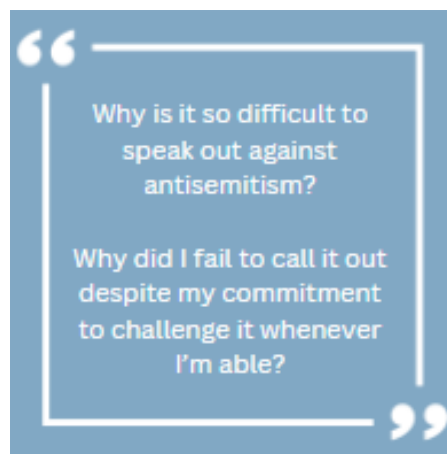 Why is it so difficult to
speak out against
antisemitism?
Why did I fail to call it out
despite my commitment
to challenge it whenever
I'm able?